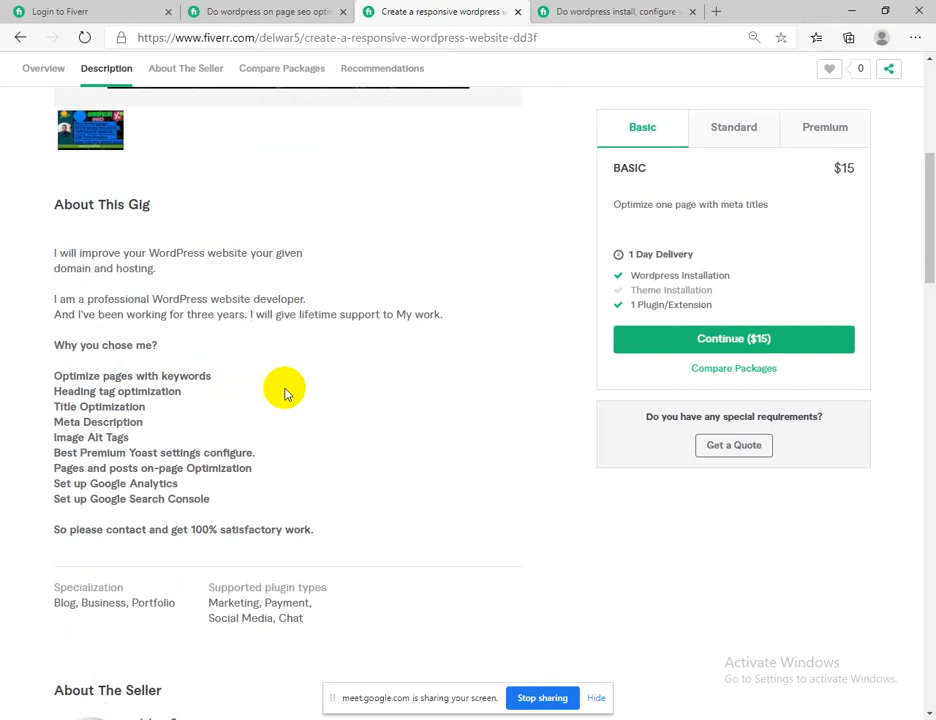 Login to Fiverr
Do wordpress on page seo optim
Create a responsive wordpress w
Do wordpress install, configure
https://www.fiverr.com/delwar5/create-a-responsive-wordpress-website-dd3f
Overview
Description
About The Seller
Compare Packages
Recommendations
0
Basic
Standard
Premium
BASIC
$15
Optimize one page with meta titles
1 Day Delivery
Wordpress Installation
Theme Installation
1 Plugin/Extension
Continue ($15)
Compare Packages
Do you have any special requirements?
Get a Quote
About This Gig
I will improve your WordPress website your given
domain and hosting.
I am a professional WordPress website developer.
And I've been working for three years. I will give lifetime support to My work.
Why you chose me?
Optimize pages with keywords
Heading tag optimization
Title Optimization
Meta Description
Image Alt Tags
Best Premium Yoast settings configure.
Pages and posts on-page Optimization
Set up Google Analytics
Set up Google Search Console
So please contact and get 100% satisfactory work.
Specialization
Blog, Business, Portfolio
Supported plugin types
Marketing, Payment,
Social Media, Chat
About The Seller
Activate Windows
Go to Settings to activate Windows.
meet.google.com is sharing your screen.
Stop sharing
Hide